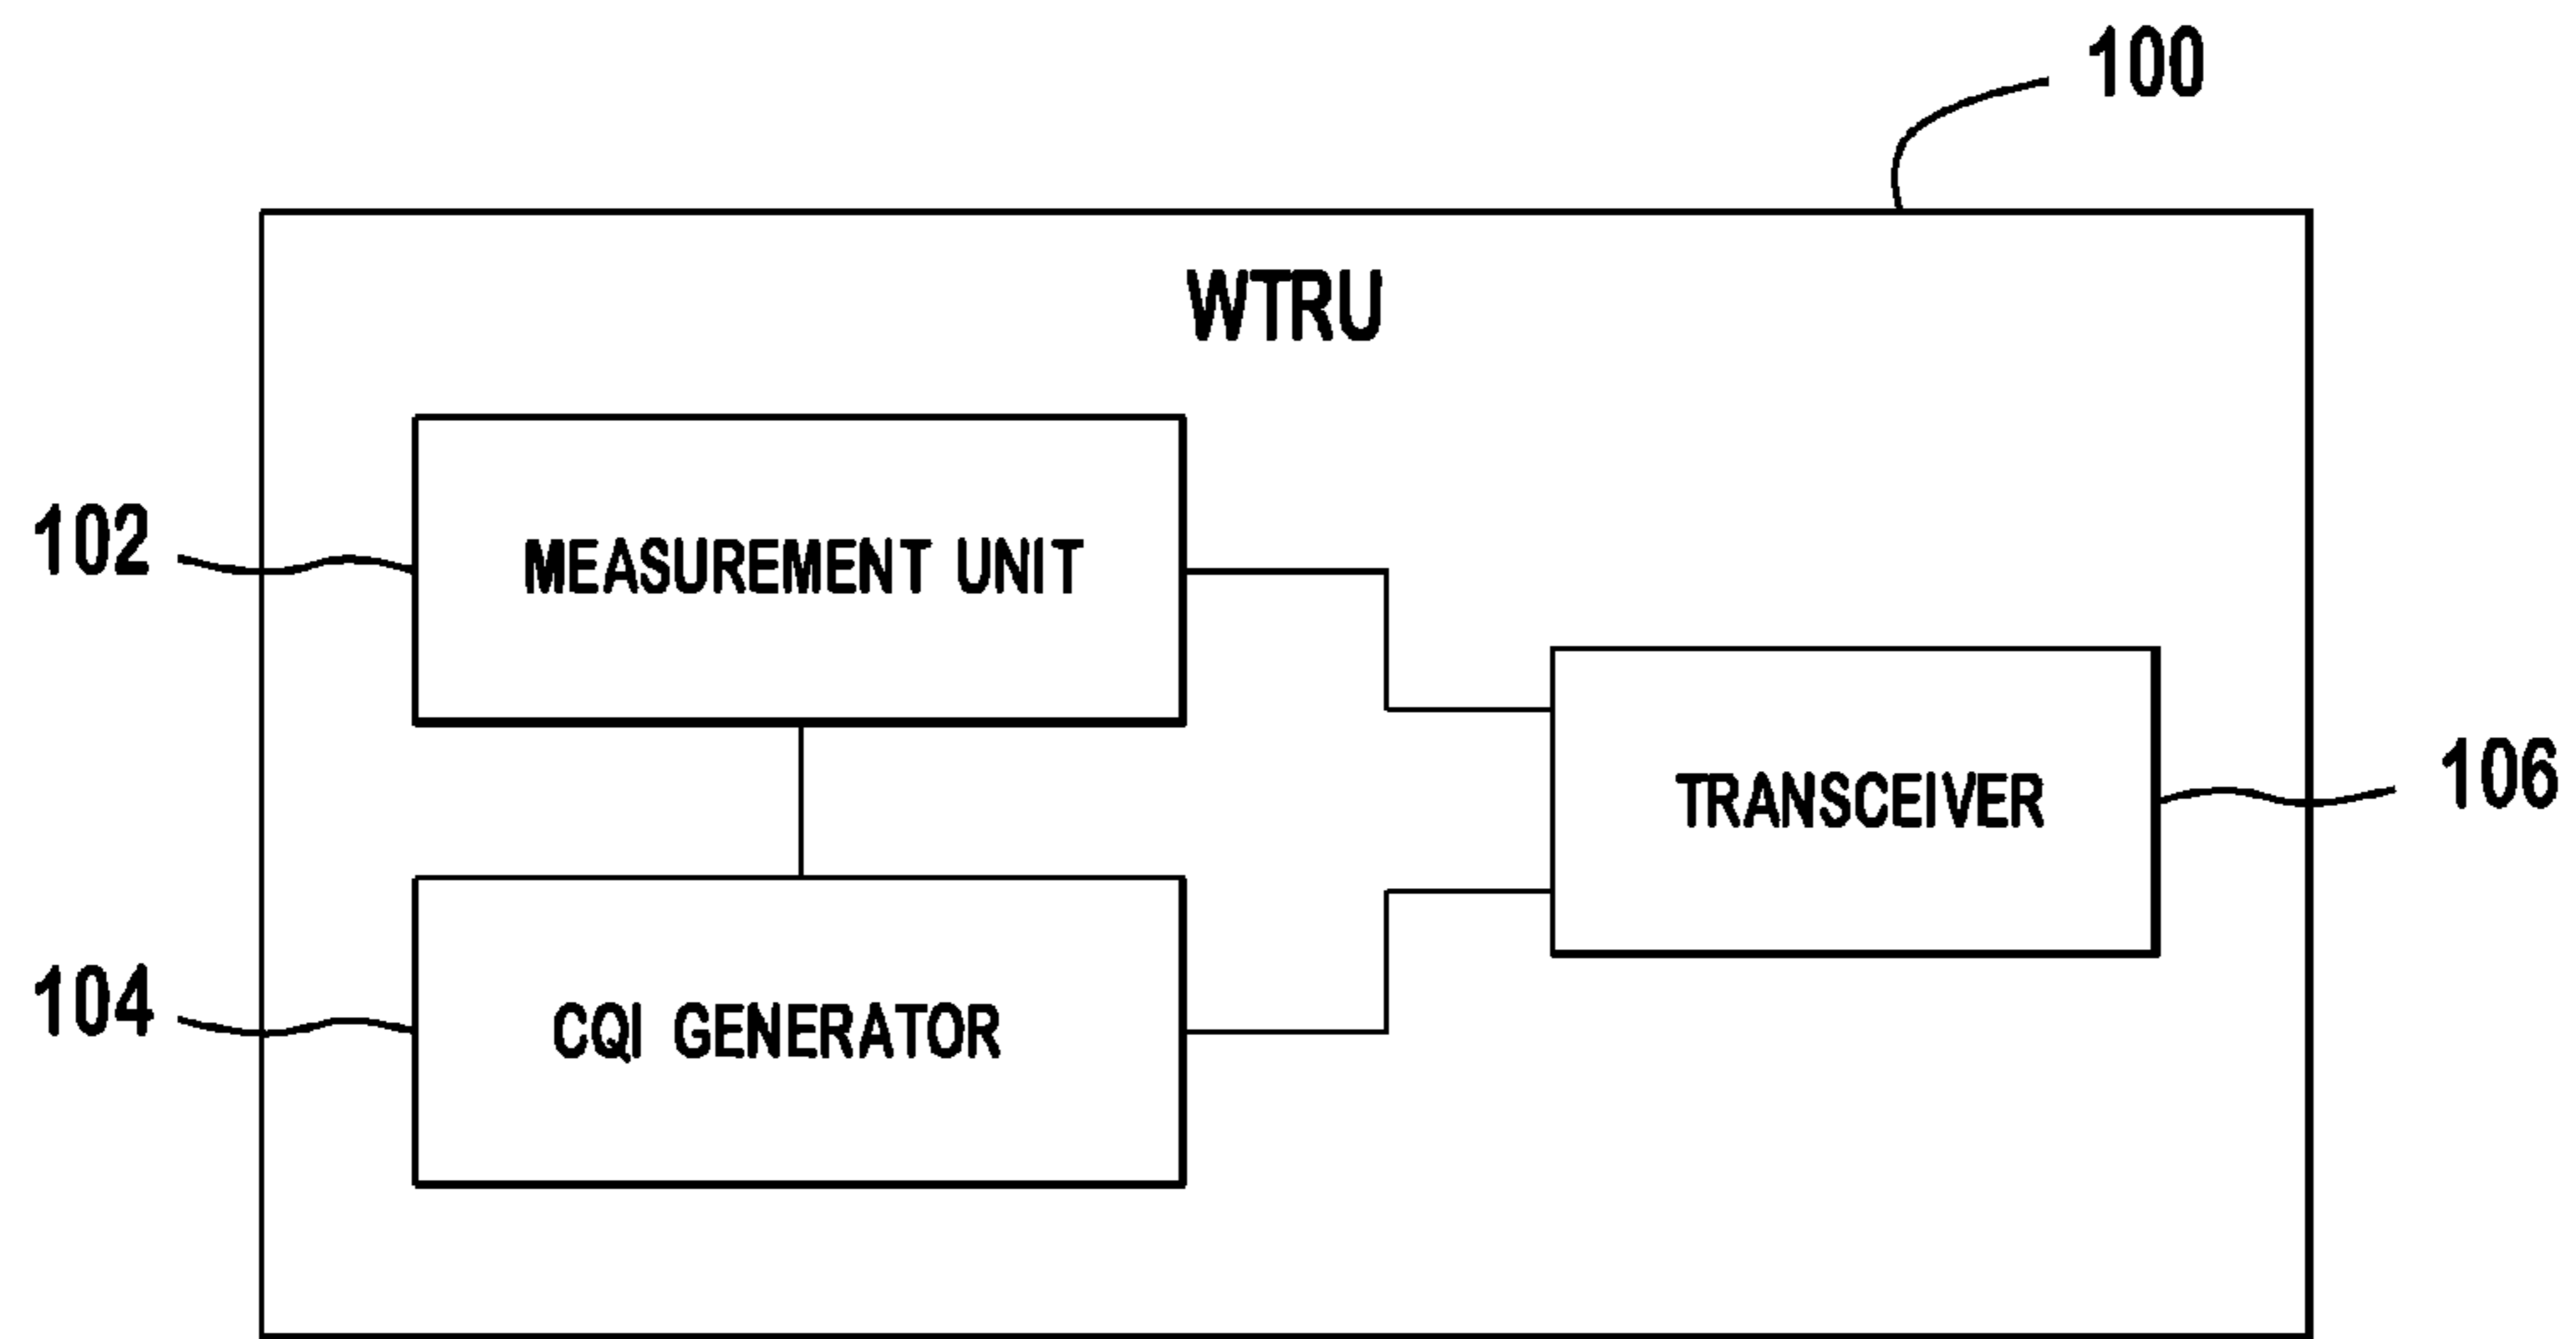 100
WTRU
102
MEASUREMENT UNIT
TRANSCEIVER
106
104
CQI GENERATOR